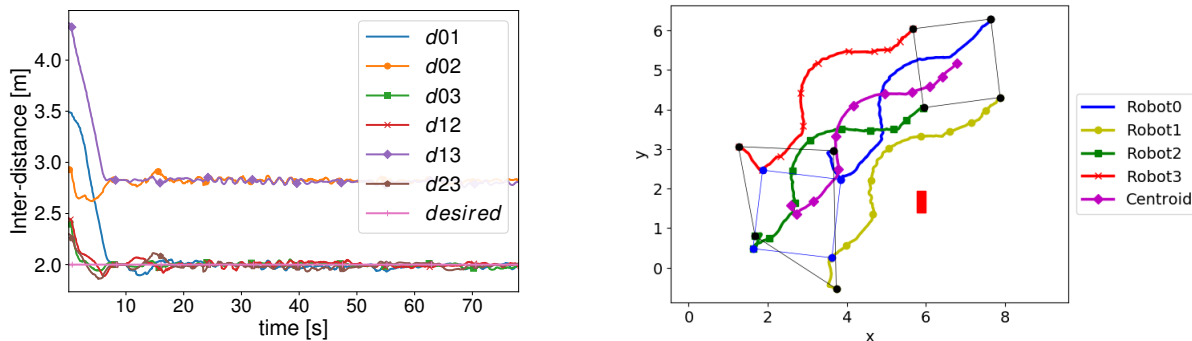 Inter-distance [m]
4.0
3.5
3.0
2.5
2.0
10 20 30 40 50 60 70
time [s]
d01
d02
d03
d12
d13
d23
desired
y
6
5
4
3
2
1
0
0 2 4 6 8
x
Robot0
Robot1
Robot2
Robot3
Centroid